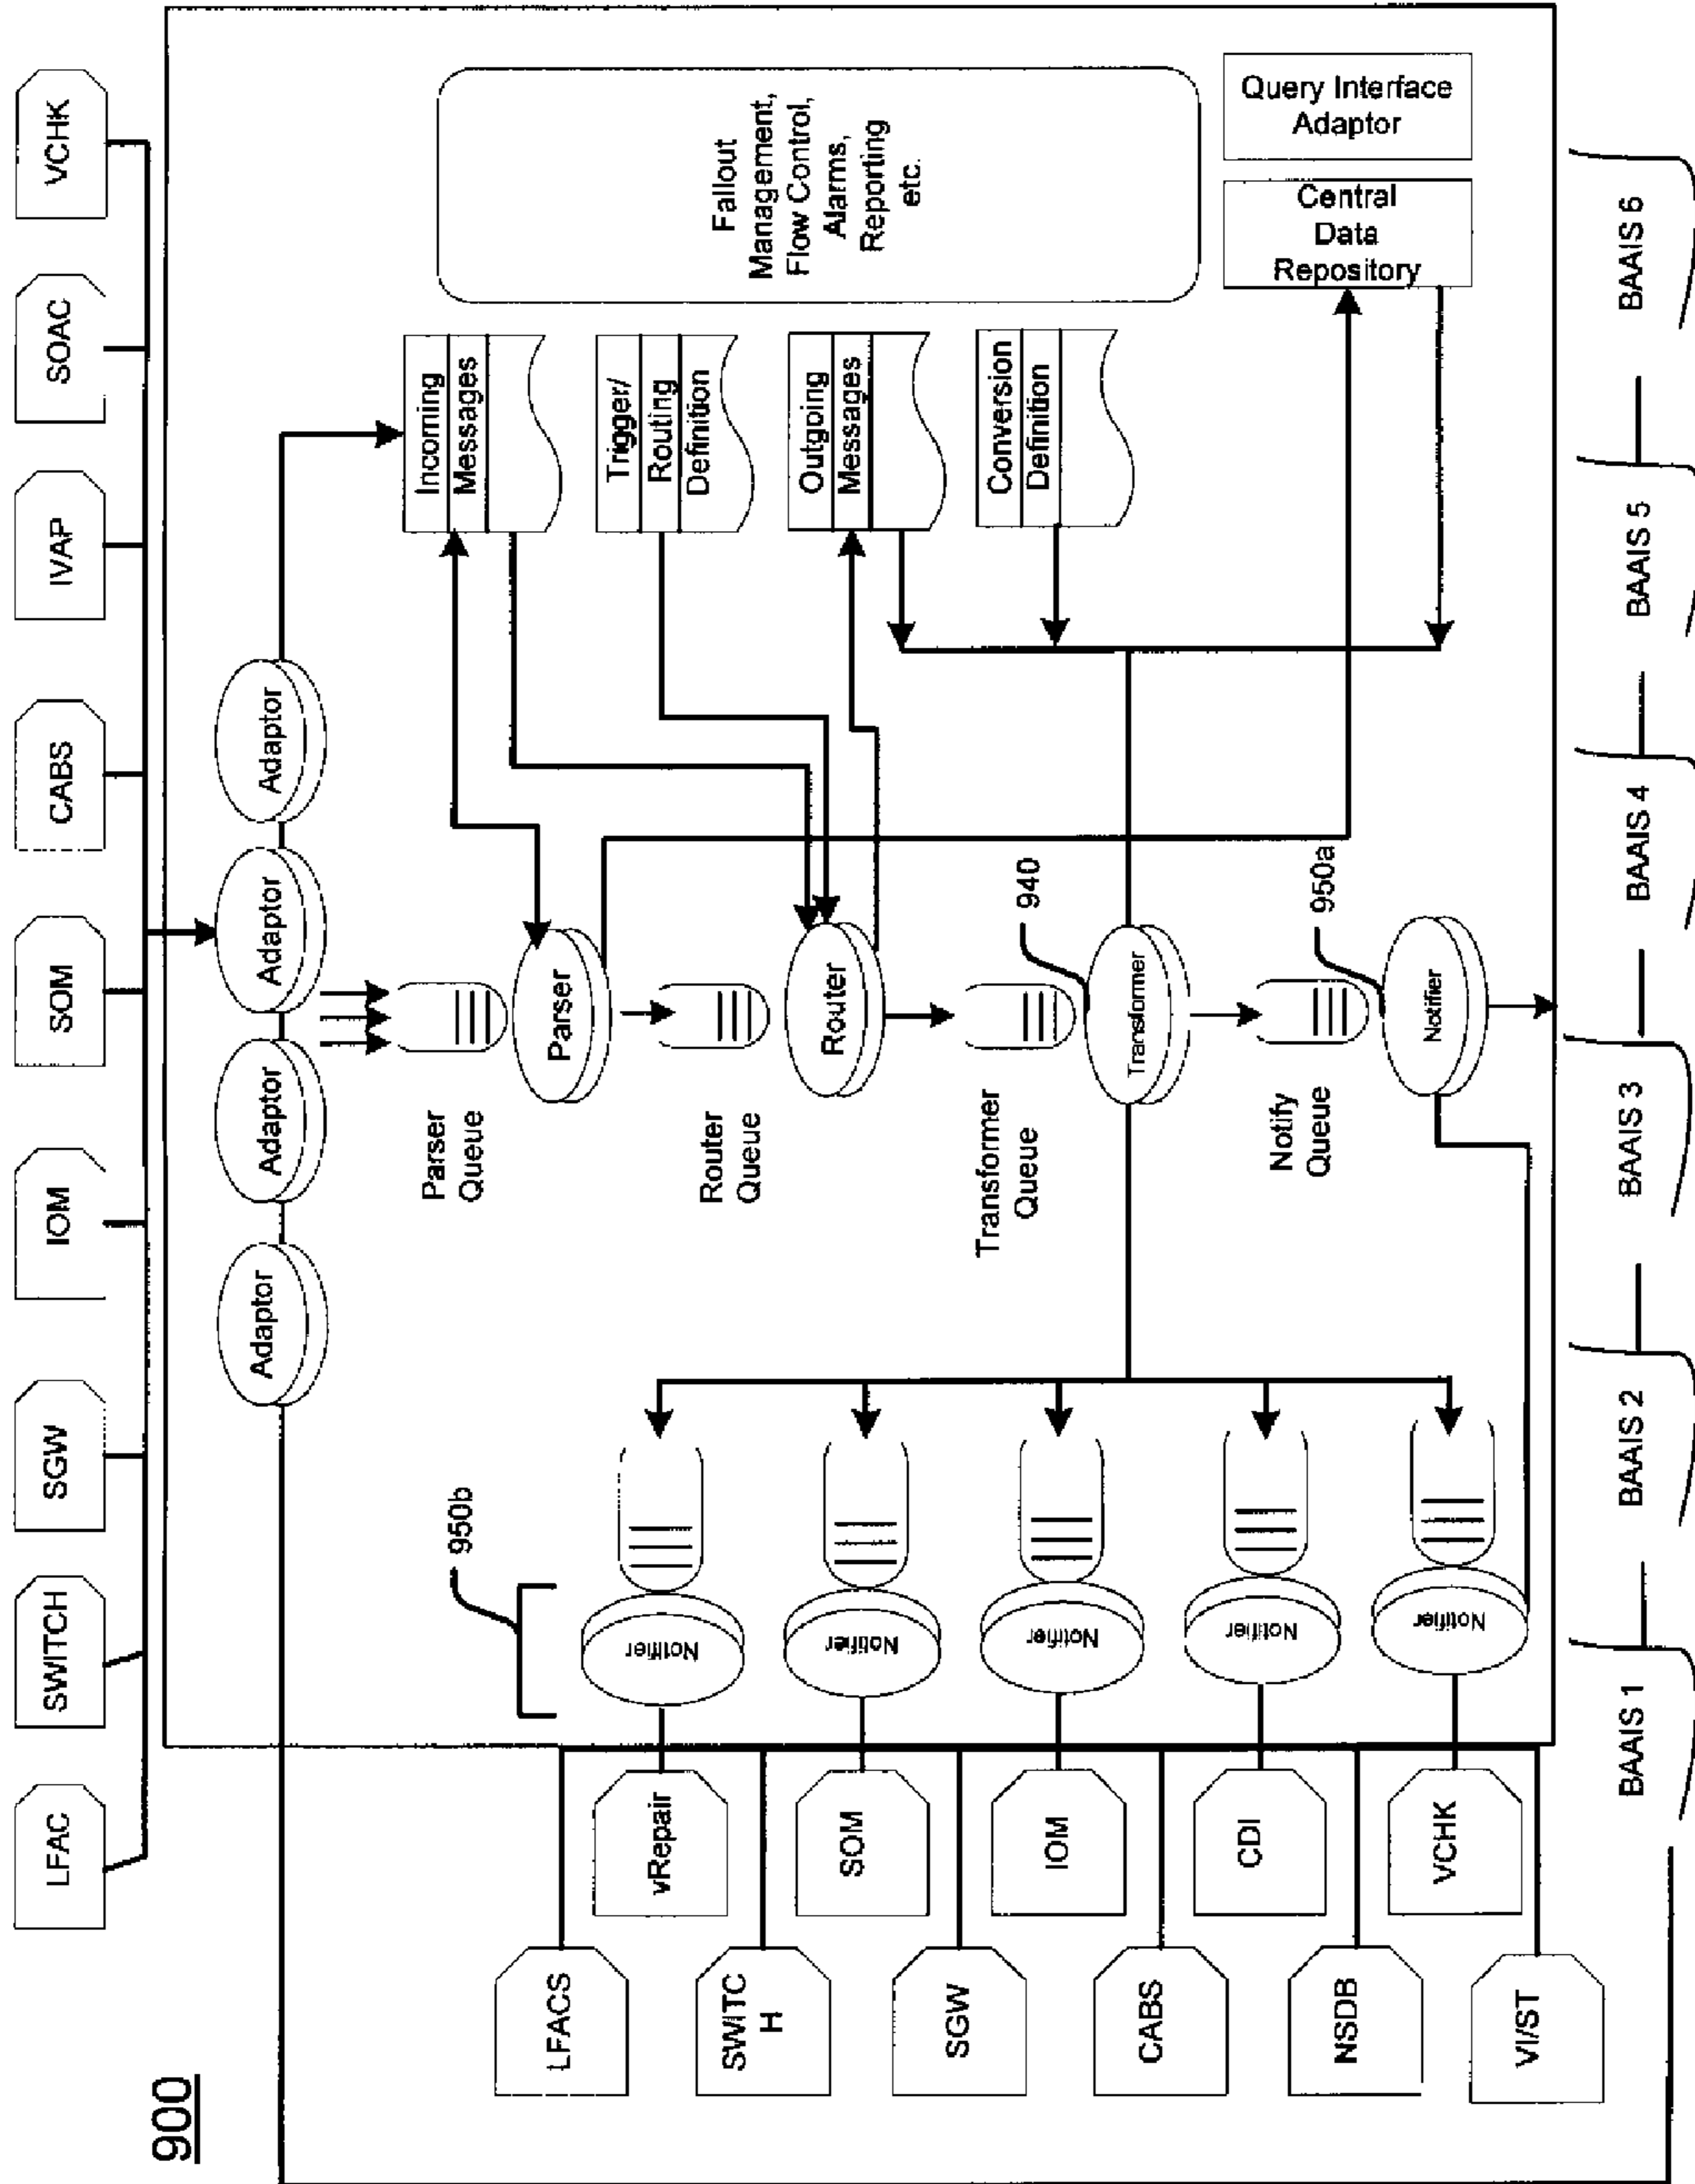 900
LFAC
SWITCH
SGW
IOM
SOM
CABS
IVAP
SOAC
VCHK
Adaptor
Adaptor
Adaptor
Adaptor
Parser
Queue
Parser
Incoming
Messages
Router
Queue
Router
Trigger/
Routing
Definition
Transformer
Queue
940
Transformer
Outgoing
Messages
Conversion
Definition
Notify
Queue
950a
Notifier
Fallout
Management,
Flow Control,
Alarms,
Reporting
etc.
Central
Data
Repository
Query Interface
Adaptor
950b
Notifier
Notifier
Notifier
Notifier
Notifier
LFACS
vRepair
SWITC
H
SOM
SGW
IOM
CABS
CDI
NSDB
VCHK
VI/ST
BAAIS 1
BAAIS 2
BAAIS 3
BAAIS 4
BAAIS 5
BAAIS 6